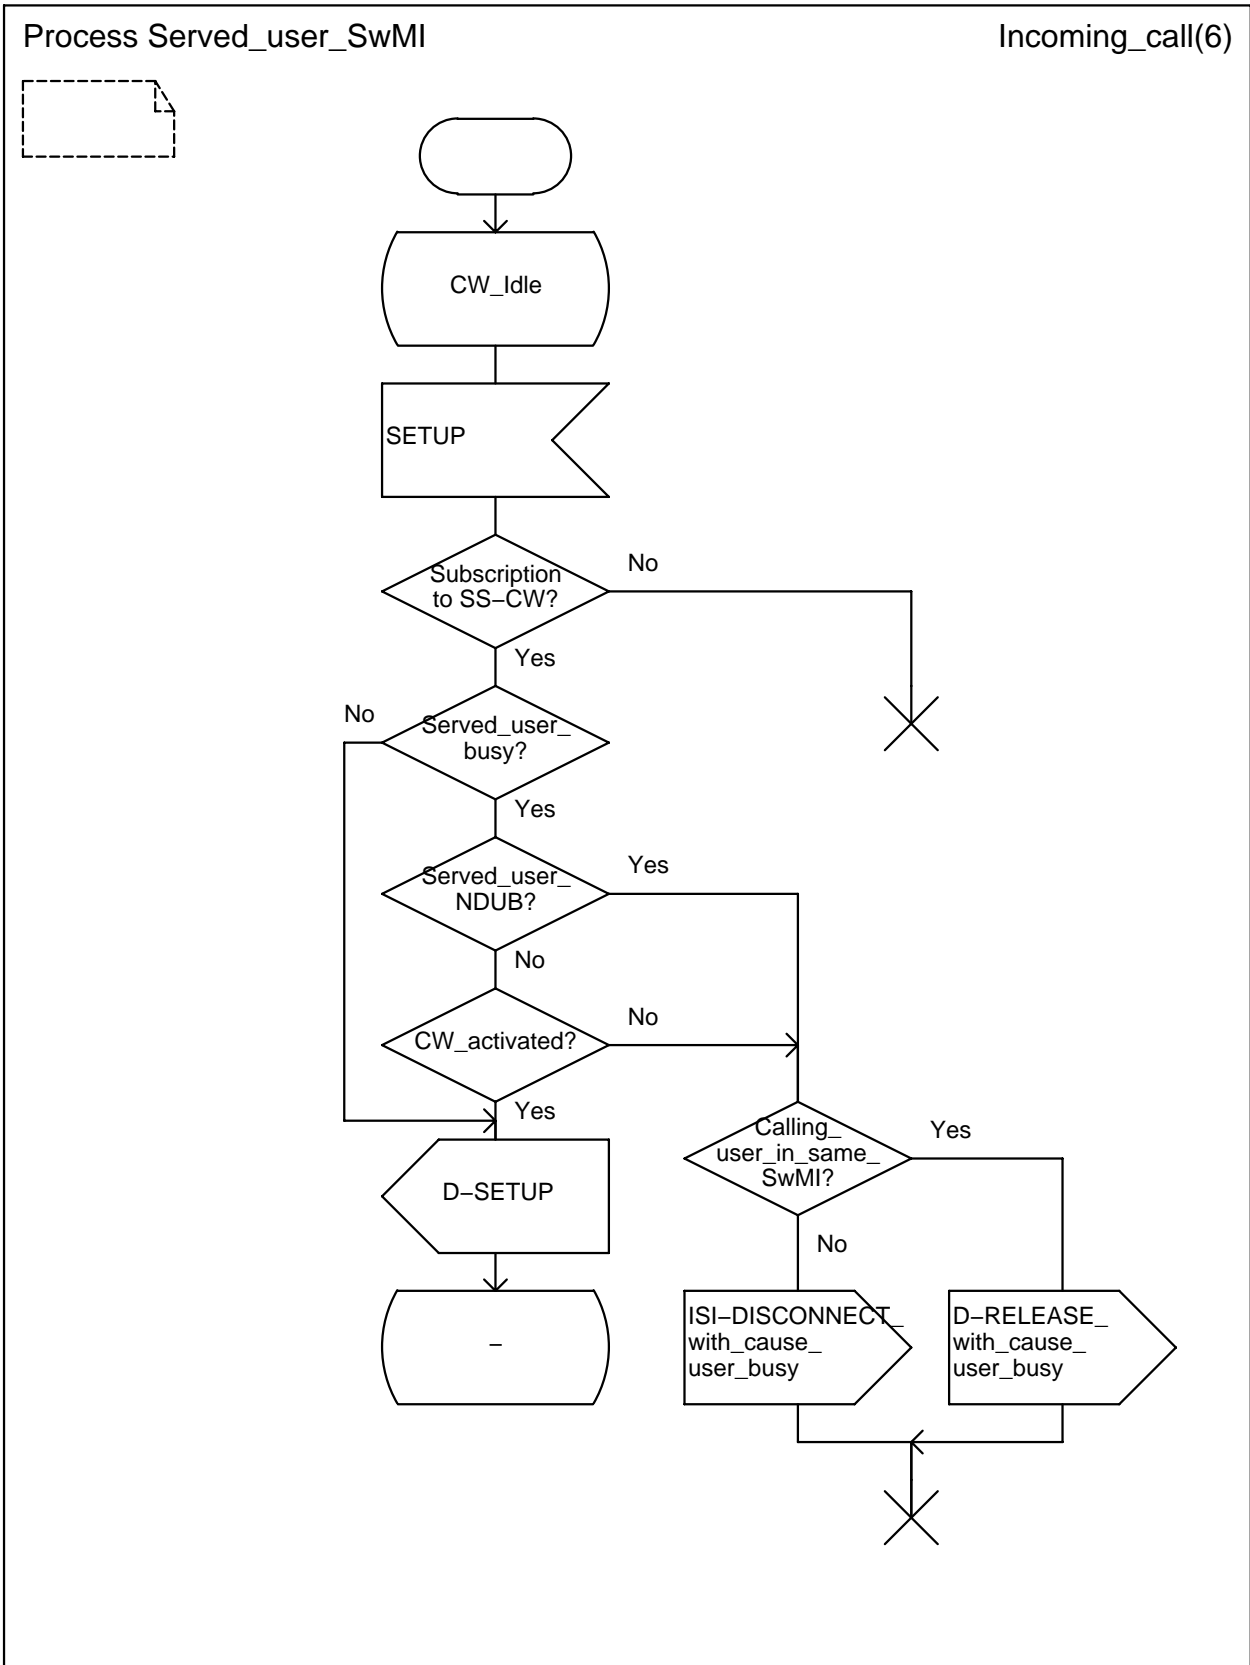 Process Served_user_SwMI
Incoming_call(6)
CW_Idle
SETUP
Subscription
to SS–CW?
No
Yes
No
Served_user_
busy?
Yes
Served_user_
NDUB?
Yes
No
CW_activated?
No
Yes
Calling_
user_in_same_
SwMI?
Yes
D–SETUP
No
–
ISI–DISCONNECT_
with_cause_
user_busy
D–RELEASE_
with_cause_
user_busy